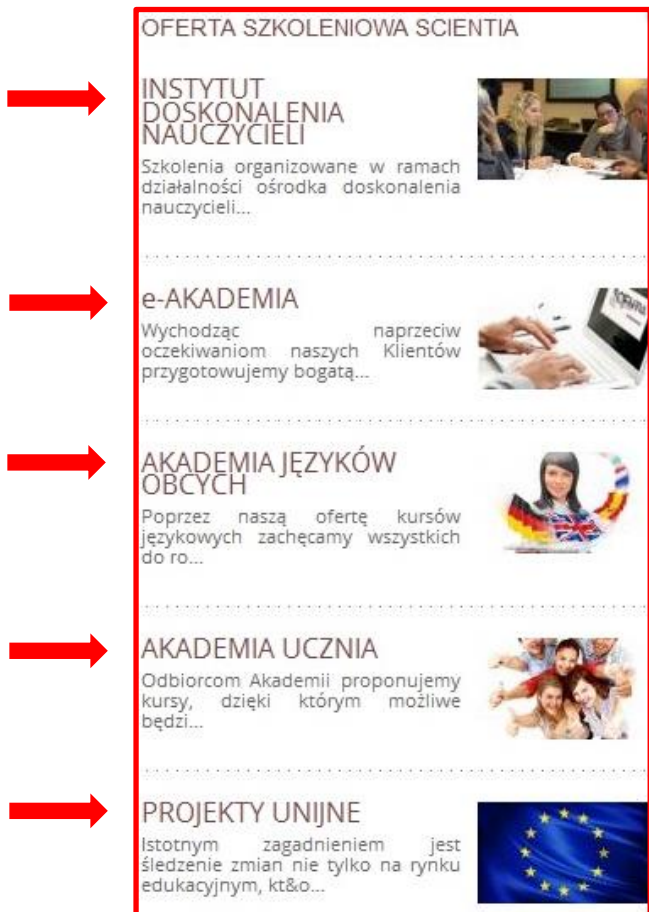 OFERTA SZKOLENIOWA SCIENTIA
INSTYTUT
DOSKONALENIA
NAUCZYCIELI
Szkolenia organizowane w ramach
działalności ośrodka doskonalenia
nauczycieli...
e-AKADEMIA
Wychodząc naprzeciw
oczekiwaniom naszych Klientów
przygotowujemy bogatą...
AKADEMIA JĘZYKÓW
OBCYCH
Poprzez naszą ofertę kursów
językowych zachęcamy wszystkich
do ro...
AKADEMIA UCZNIA
Odbiorcom Akademii proponujemy
kursy, dzięki którym możliwe
będzi...
PROJEKTY UNIJNE
Istotnym zagadnieniem jest
śledzenie zmian nie tylko na rynku
edukacyjnym, kt&o...